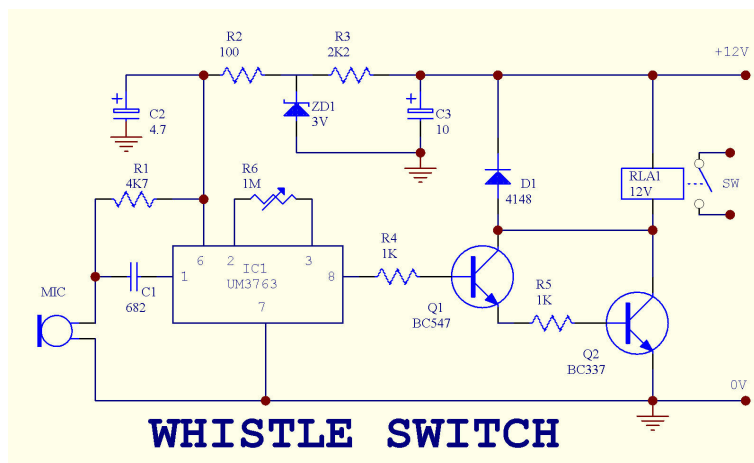 R2
100
R3
2K2
+12V
+
C2
4.7
ZD1
3V
+
C3
10
R1
4K7
R6
1M
D1
4148
RLA1
12V
SW
6
2
3
IC1
UM3763
1
8
7
C1
682
MIC
R4
1K
Q1
BC547
R5
1K
Q2
BC337
0V
WHISTLE SWITCH